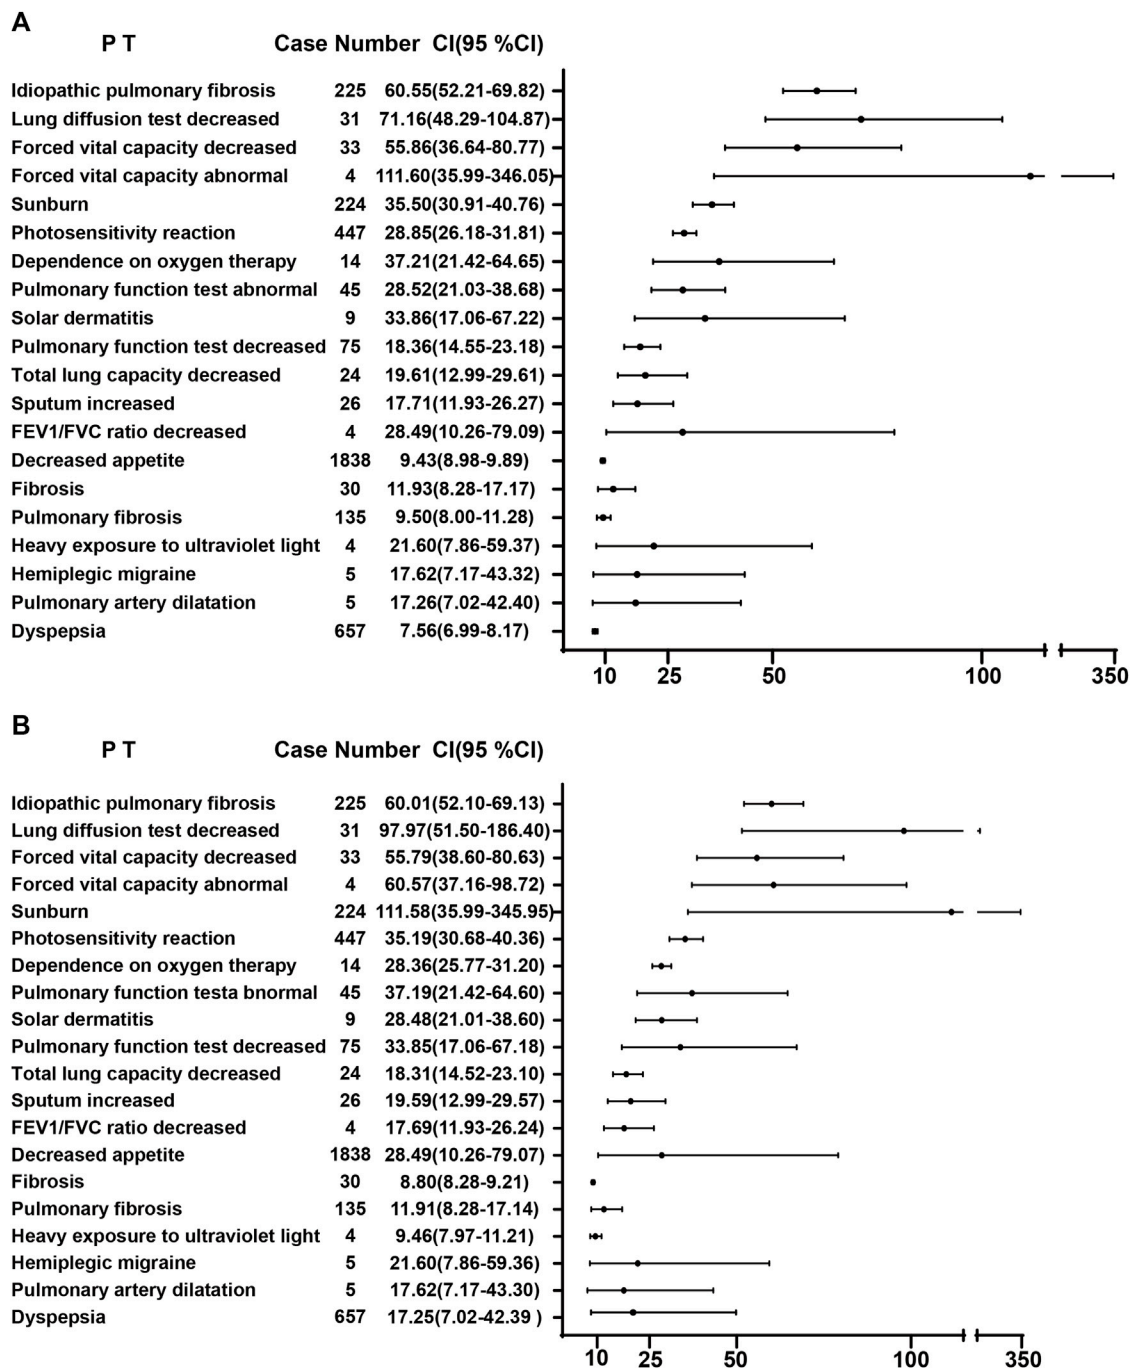 A
P T Case Number CI(95 %CI)
Idiopathic pulmonary fibrosis 225 60.55(52.21-69.82)
Lung diffusion test decreased 31 71.16(48.29-104.87)
Forced vital capacity decreased 33 55.86(36.64-80.77)
Forced vital capacity abnormal 4 111.60(35.99-346.05)
Sunburn 224 35.50(30.91-40.76)
Photosensitivity reaction 447 28.85(26.18-31.81)
Dependence on oxygen therapy 14 37.21(21.42-64.65)
Pulmonary function test abnormal 45 28.52(21.03-38.68)
Solar dermatitis 9 33.86(17.06-67.22)
Pulmonary function test decreased 75 18.36(14.55-23.18)
Total lung capacity decreased 24 19.61(12.99-29.61)
Sputum increased 26 17.71(11.93-26.27)
FEV1/FVC ratio decreased 4 28.49(10.26-79.09)
Decreased appetite 1838 9.43(8.98-9.89)
Fibrosis 30 11.93(8.28-17.17)
Pulmonary fibrosis 135 9.50(8.00-11.28)
Heavy exposure to ultraviolet light 4 21.60(7.86-59.37)
Hemiplegic migraine 5 17.62(7.17-43.32)
Pulmonary artery dilatation 5 17.26(7.02-42.40)
Dyspepsia 657 7.56(6.99-8.17)
10 25 50 100 350
B
P T Case Number CI(95 %CI)
Idiopathic pulmonary fibrosis 225 60.01(52.10-69.13)
Lung diffusion test decreased 31 97.97(51.50-186.40)
Forced vital capacity decreased 33 55.79(38.60-80.63)
Forced vital capacity abnormal 4 60.57(37.16-98.72)
Sunburn 224 111.58(35.99-345.95)
Photosensitivity reaction 447 35.19(30.68-40.36)
Dependence on oxygen therapy 14 28.36(25.77-31.20)
Pulmonary function testa bnormal 45 37.19(21.42-64.60)
Solar dermatitis 9 28.48(21.01-38.60)
Pulmonary function test decreased 75 33.85(17.06-67.18)
Total lung capacity decreased 24 18.31(14.52-23.10)
Sputum increased 26 19.59(12.99-29.57)
FEV1/FVC ratio decreased 4 17.69(11.93-26.24)
Decreased appetite 1838 28.49(10.26-79.07)
Fibrosis 30 8.80(8.28-9.21)
Pulmonary fibrosis 135 11.91(8.28-17.14)
Heavy exposure to ultraviolet light 4 9.46(7.97-11.21)
Hemiplegic migraine 5 21.60(7.86-59.36)
Pulmonary artery dilatation 5 17.62(7.17-43.30)
Dyspepsia 657 17.25(7.02-42.39 )
10 25 50 100 350